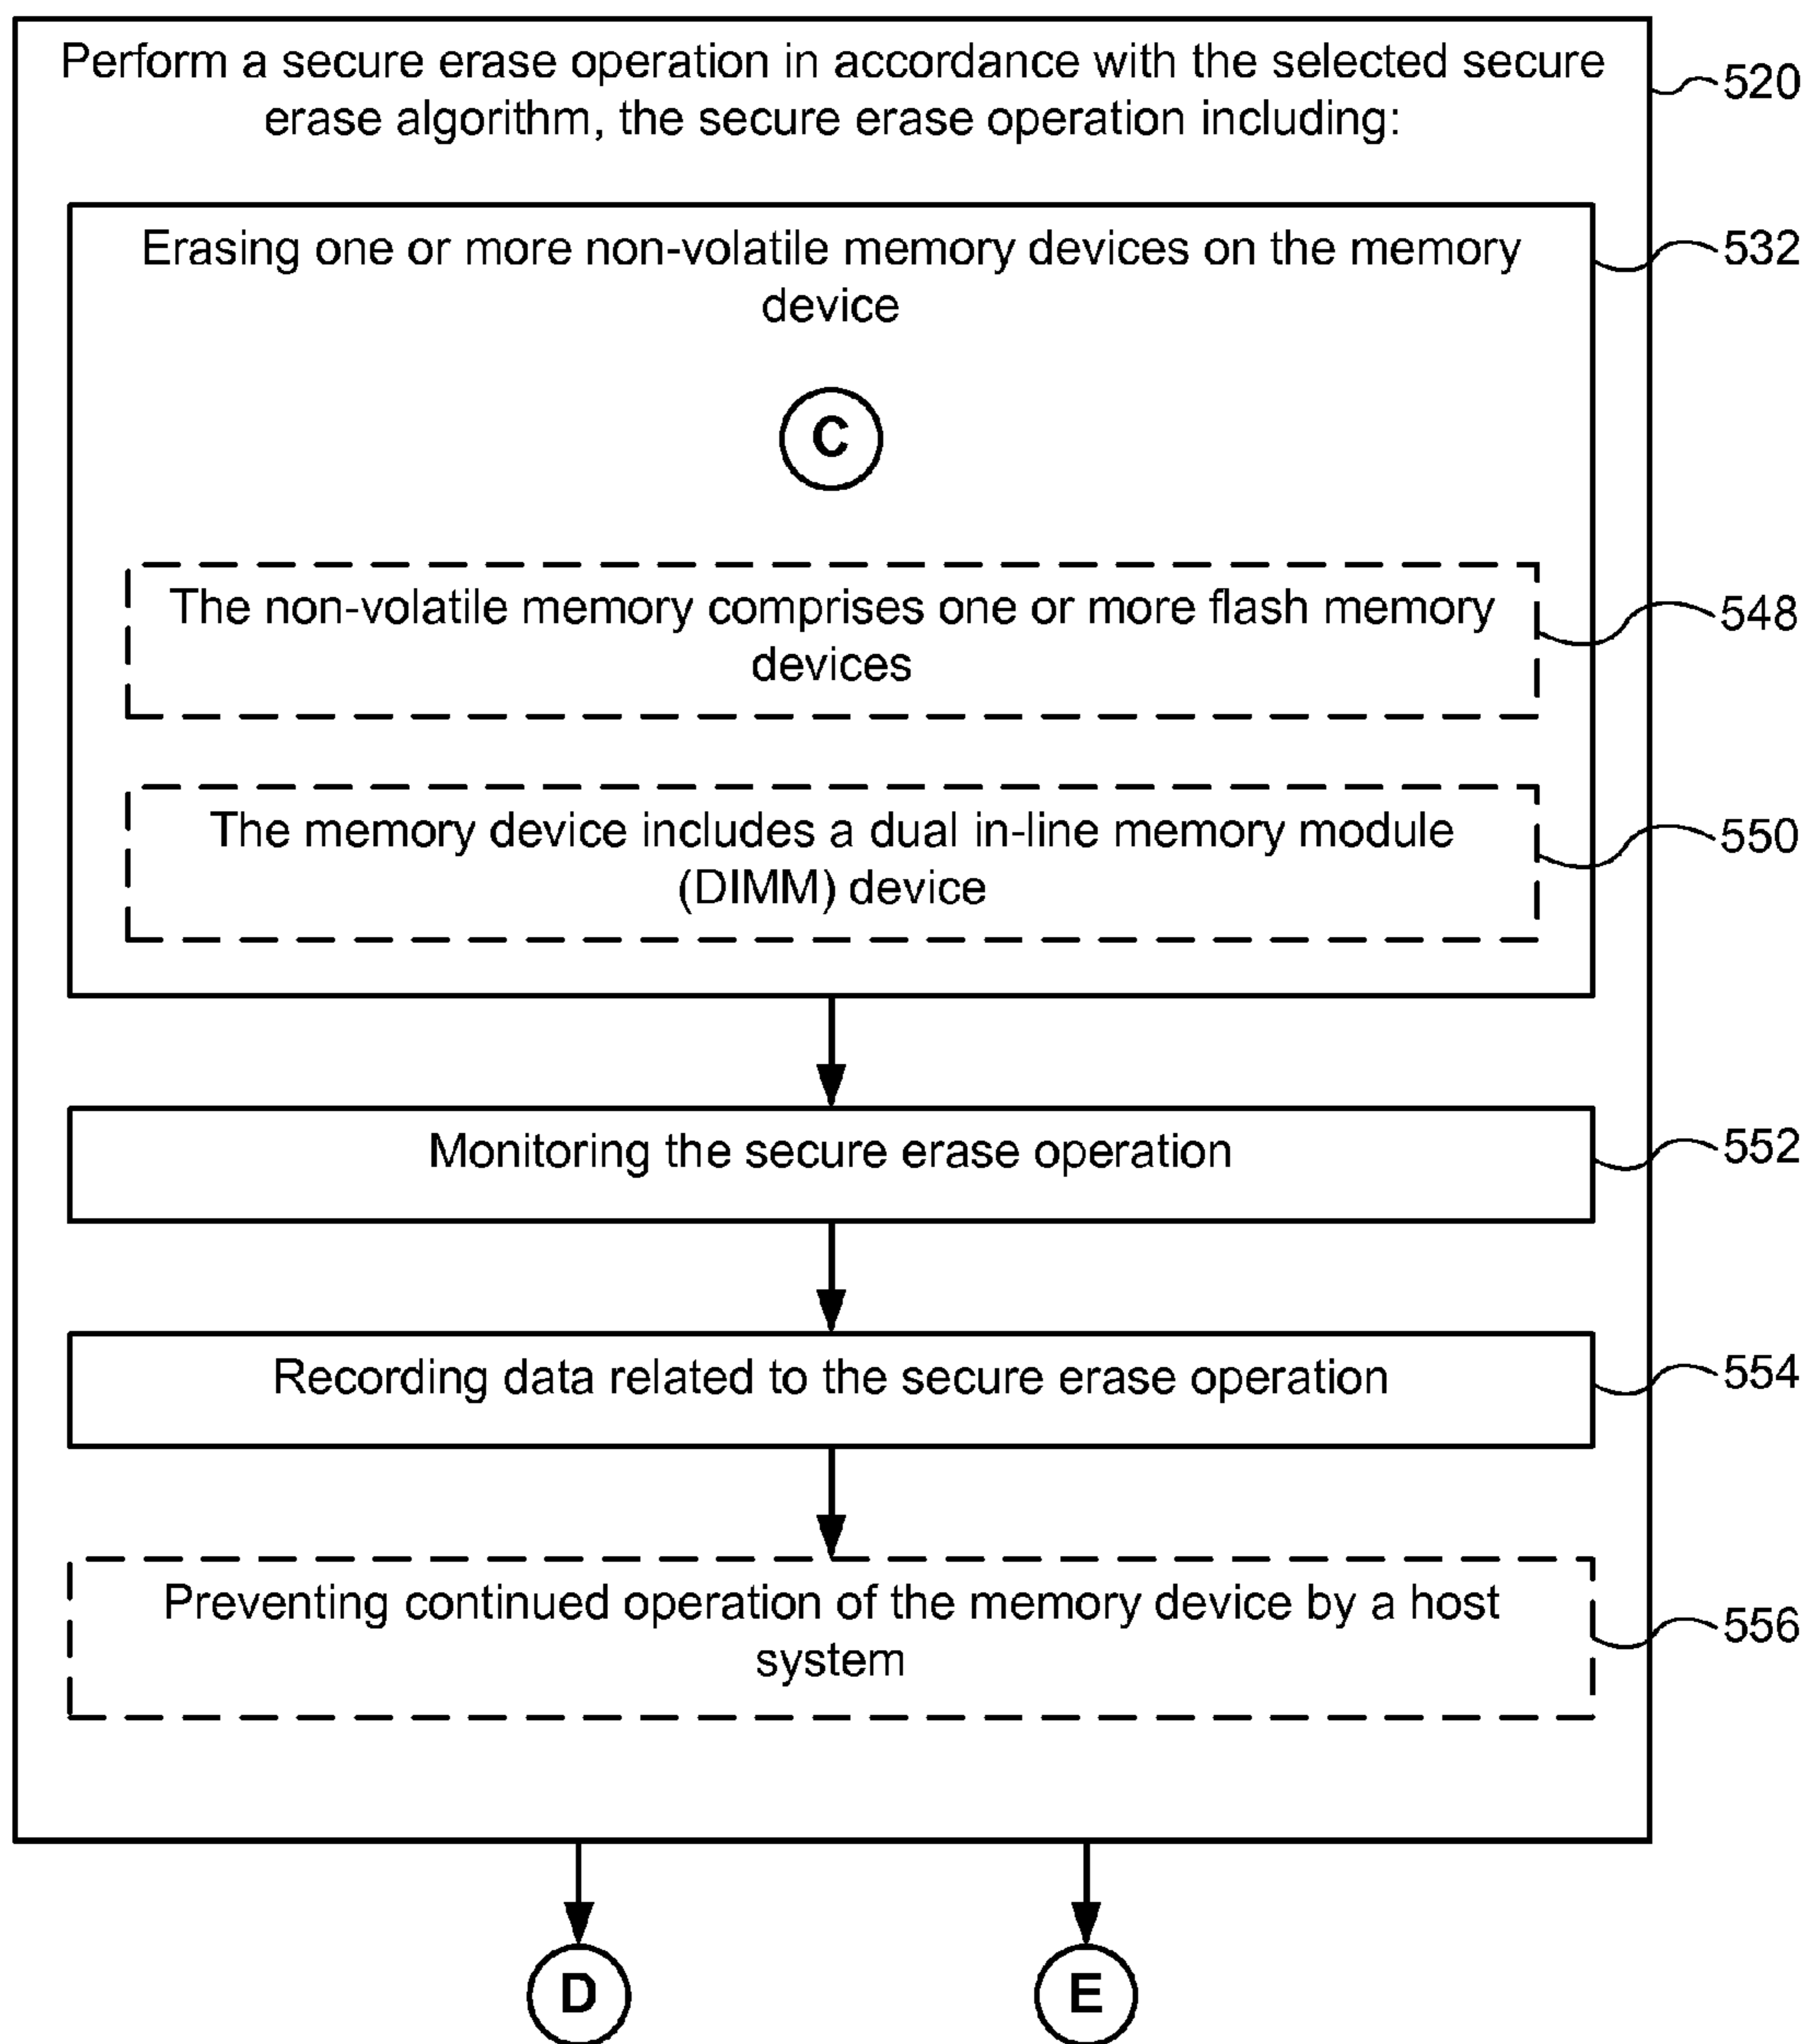 Perform a secure erase operation in accordance with the selected secure
erase algorithm, the secure erase operation including:
520
Erasing one or more non-volatile memory devices on the memory
device
532
C
The non-volatile memory comprises one or more flash memory
devices
548
The memory device includes a dual in-line memory module
(DIMM) device
550
Monitoring the secure erase operation
552
Recording data related to the secure erase operation
554
Preventing continued operation of the memory device by a host
system
556
D
E